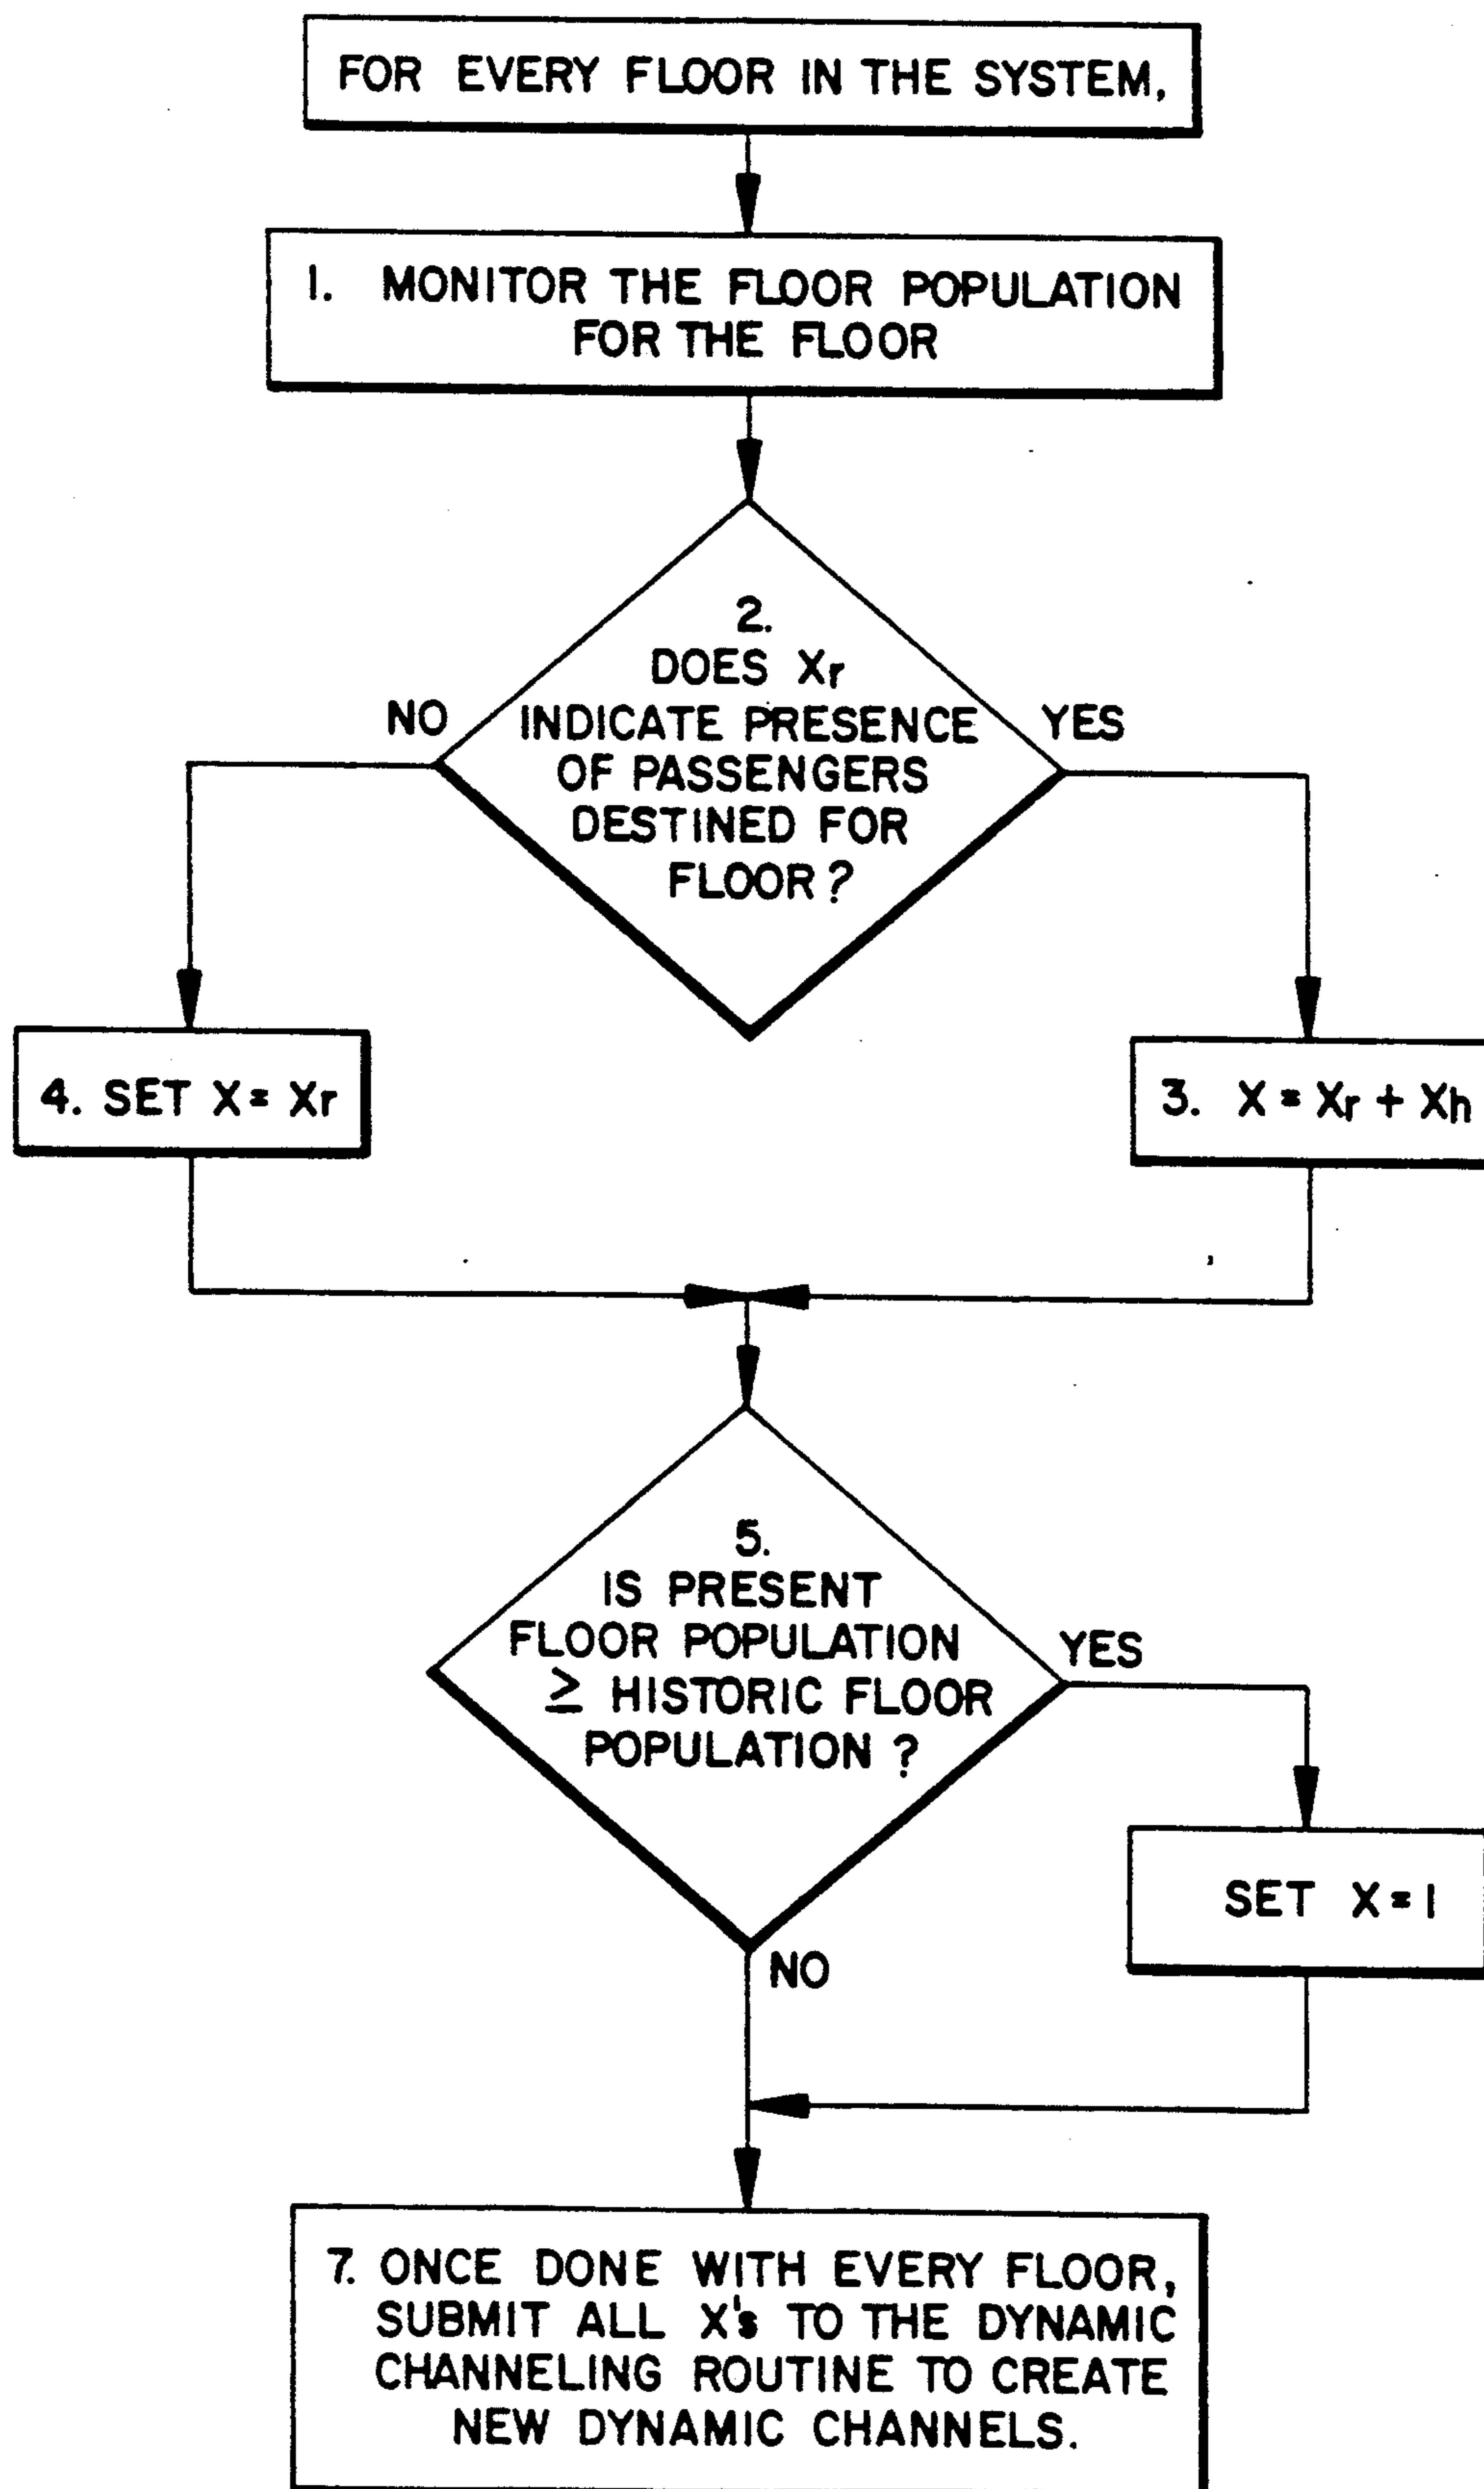 FOR EVERY FLOOR IN THE SYSTEM,
1. MONITOR THE FLOOR POPULATION
FOR THE FLOOR
2.
DOES Xr
INDICATE PRESENCE
OF PASSENGERS
DESTINED FOR
FLOOR?
NO
YES
4. SET X = Xr
3. X = Xr + Xh
5.
IS PRESENT
FLOOR POPULATION
≥ HISTORIC FLOOR
POPULATION ?
YES
SET X = 1
NO
7. ONCE DONE WITH EVERY FLOOR,
SUBMIT ALL X's TO THE DYNAMIC
CHANNELING ROUTINE TO CREATE
NEW DYNAMIC CHANNELS.